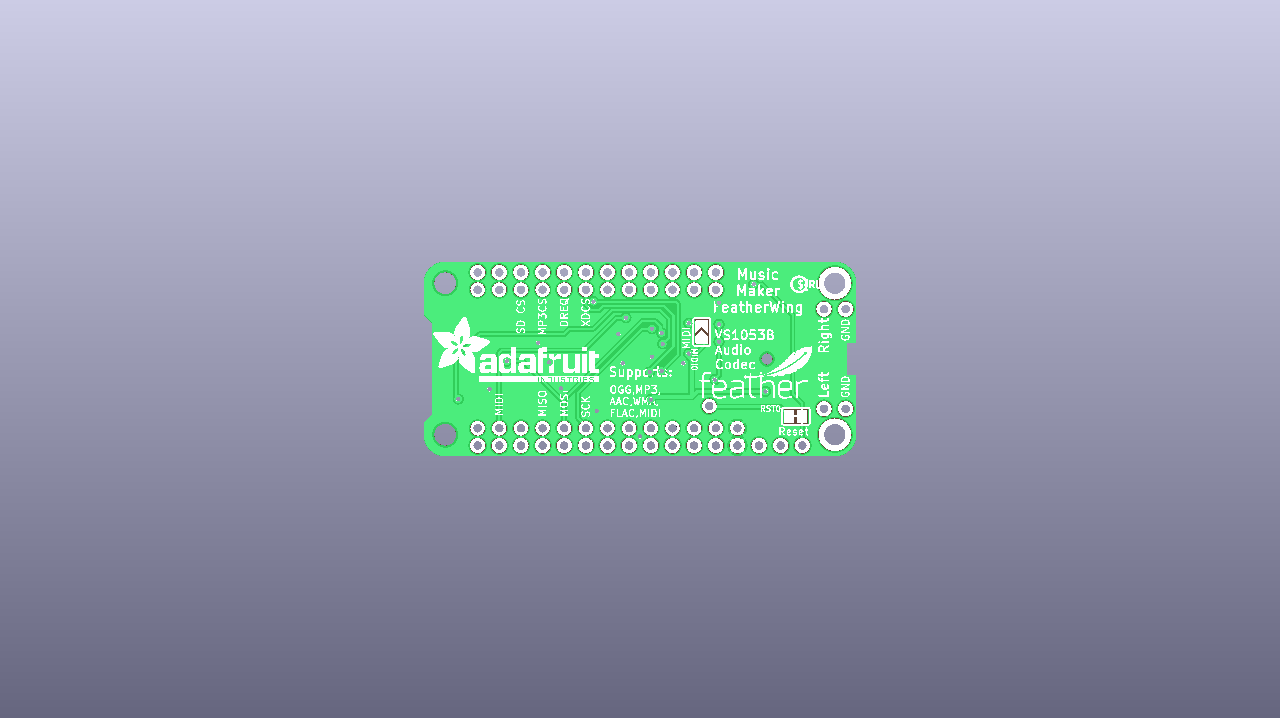 Music
Maker
FeatherWing
SD CS
MP3CS
DREQ
XDCS
MIDI
VS1053B
Audio
Codec
Right
GND
adafruit
INDUSTRIES
Supports:
OGG,MP3,
AAC,WMA,
FLAC,MIDI
feather
Left
GND
MIDI
MISO
MOSI
SCK
RST
Reset